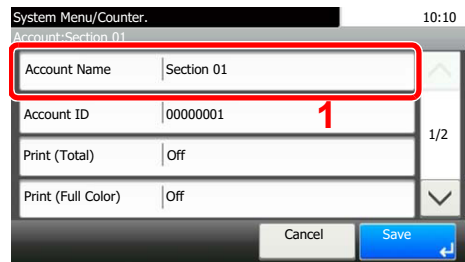 System Menu/Counter. 10:10
Account:Section 01
Account Name Section 01
Account ID 00000001
1
1/2
Print (Total) Off
Print (Full Color) Off
Cancel Save